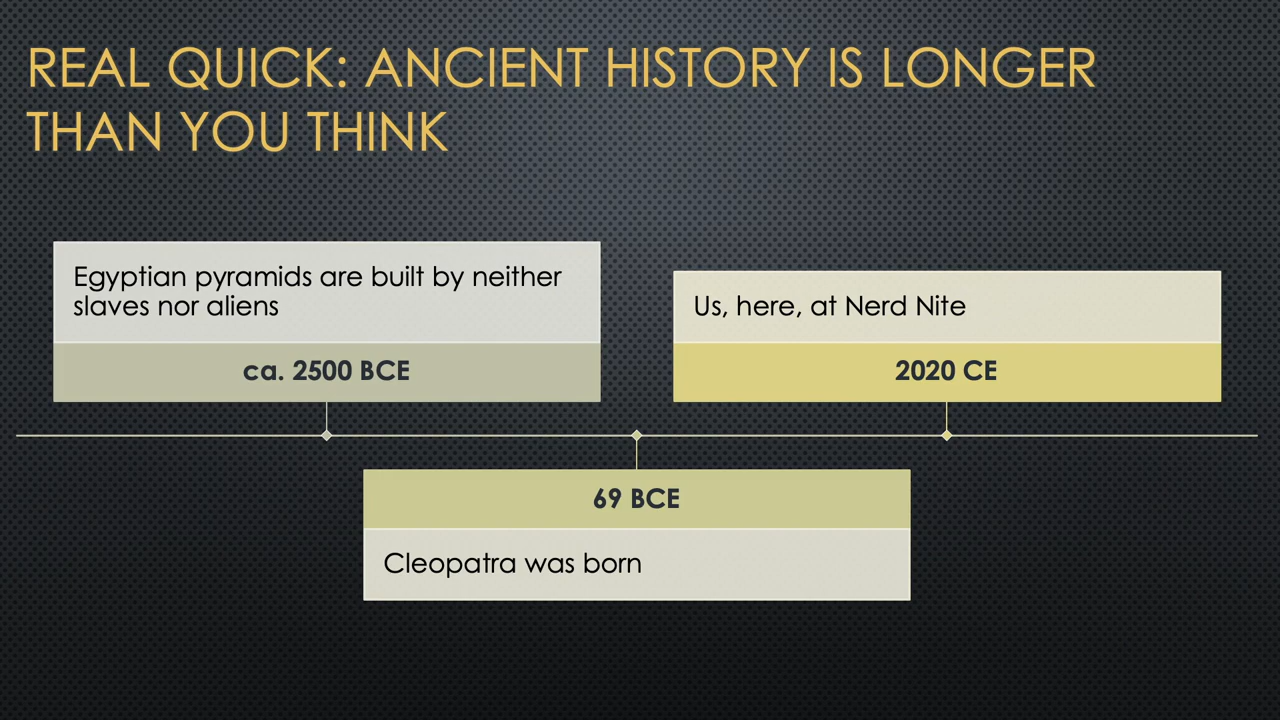 REAL QUICK: ANCIENT HISTORY IS LONGER
THAN YOU THINK
Egyptian pyramids are built by neither
slaves nor aliens
ca. 2500 BCE
Us, here, at Nerd Nite
2020 CE
69 BCE
Cleopatra was born